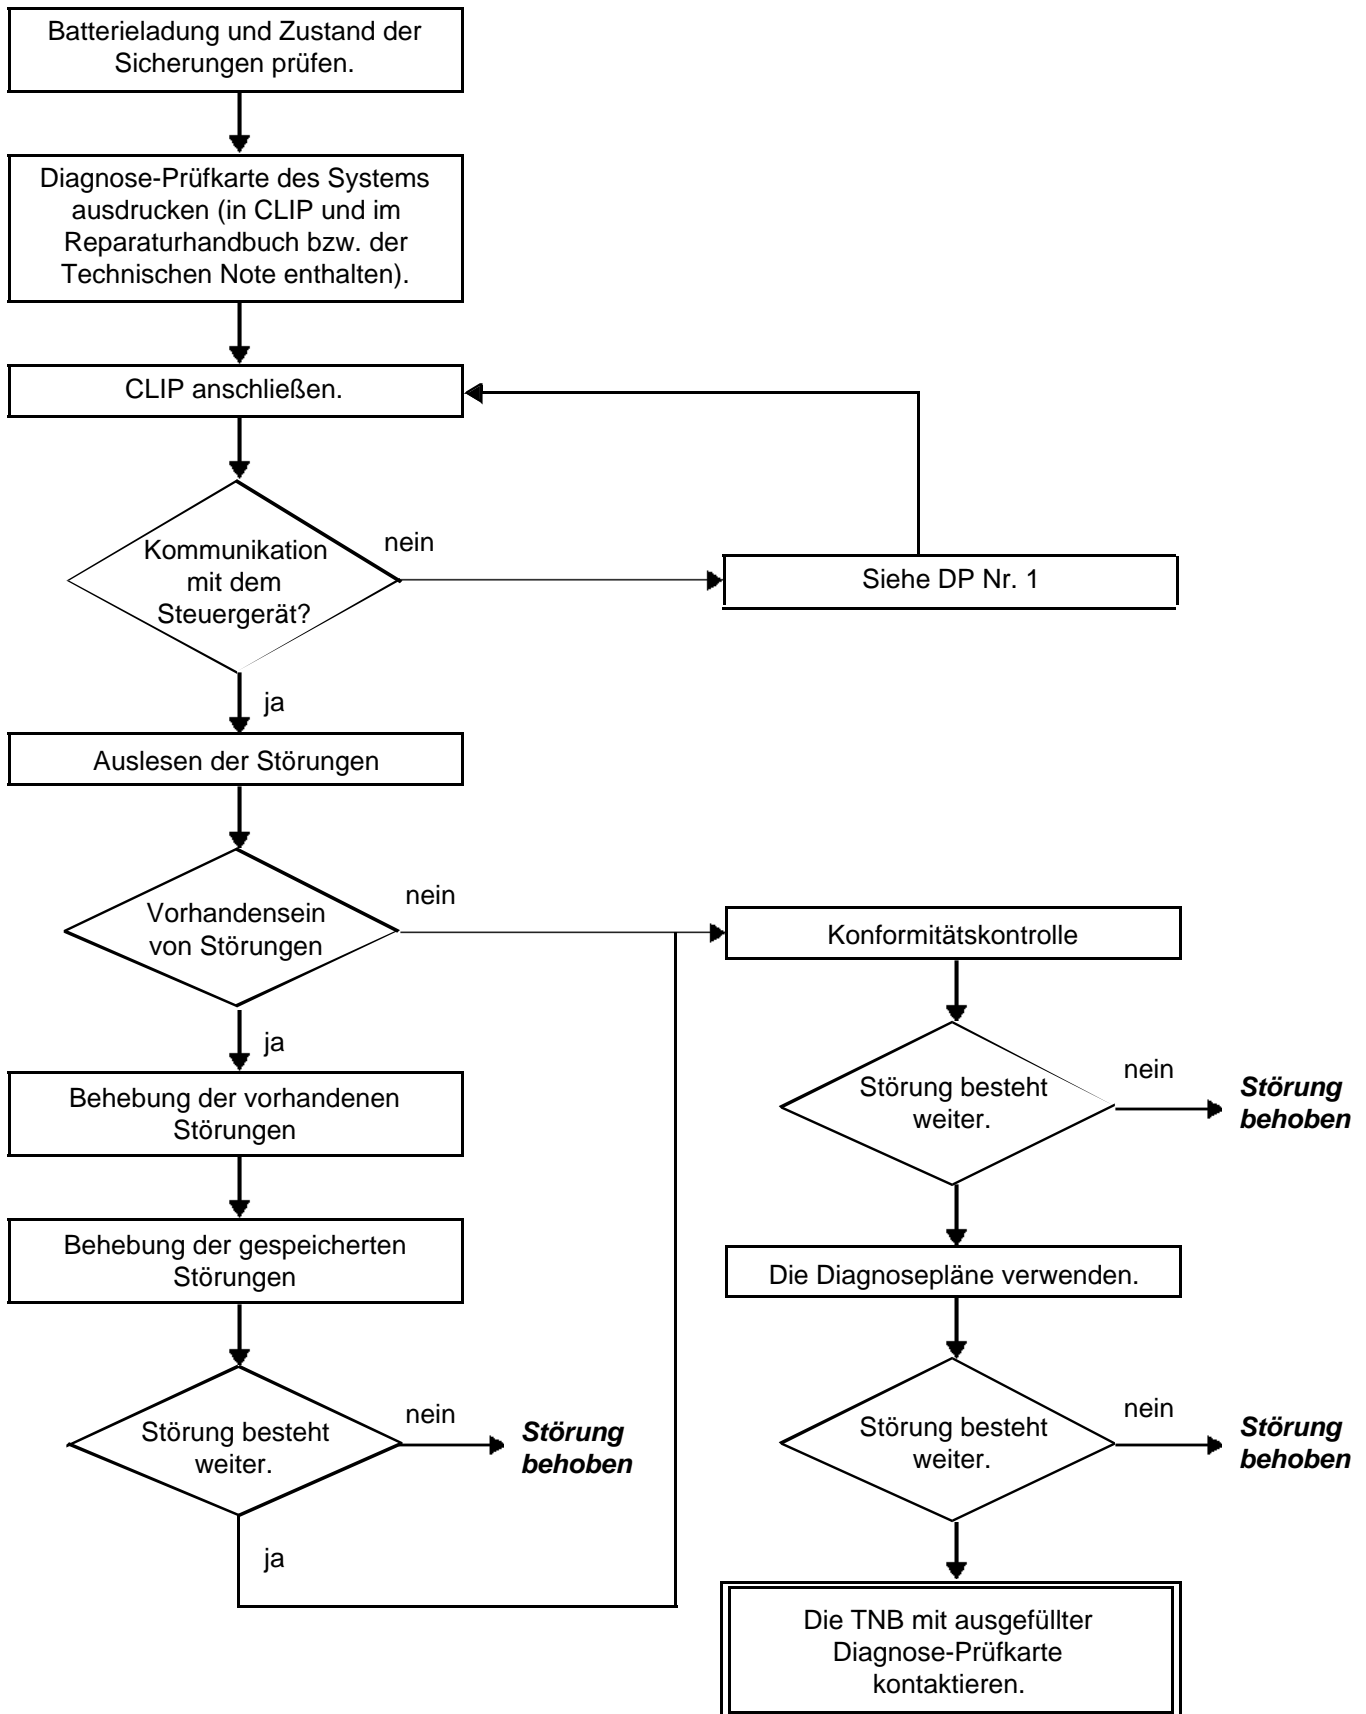 Batterieladung und Zustand der
Sicherungen prüfen.
Diagnose-Prüfkarte des Systems
ausdrucken (in CLIP und im
Reparaturhandbuch bzw. der
Technischen Note enthalten).
CLIP anschließen.
Kommunikation
mit dem
Steuergerät?
nein
Siehe DP Nr. 1
ja
Auslesen der Störungen
Vorhandensein
von Störungen
nein
ja
Behebung der vorhandenen
Störungen
Behebung der gespeicherten
Störungen
Störung besteht
weiter.
nein
Störung
behoben
ja
Konformitätskontrolle
Störung besteht
weiter.
nein
Störung
behoben
Die Diagnosepläne verwenden.
Störung besteht
weiter.
nein
Störung
behoben
Die TNB mit ausgefüllter
Diagnose-Prüfkarte
kontaktieren.